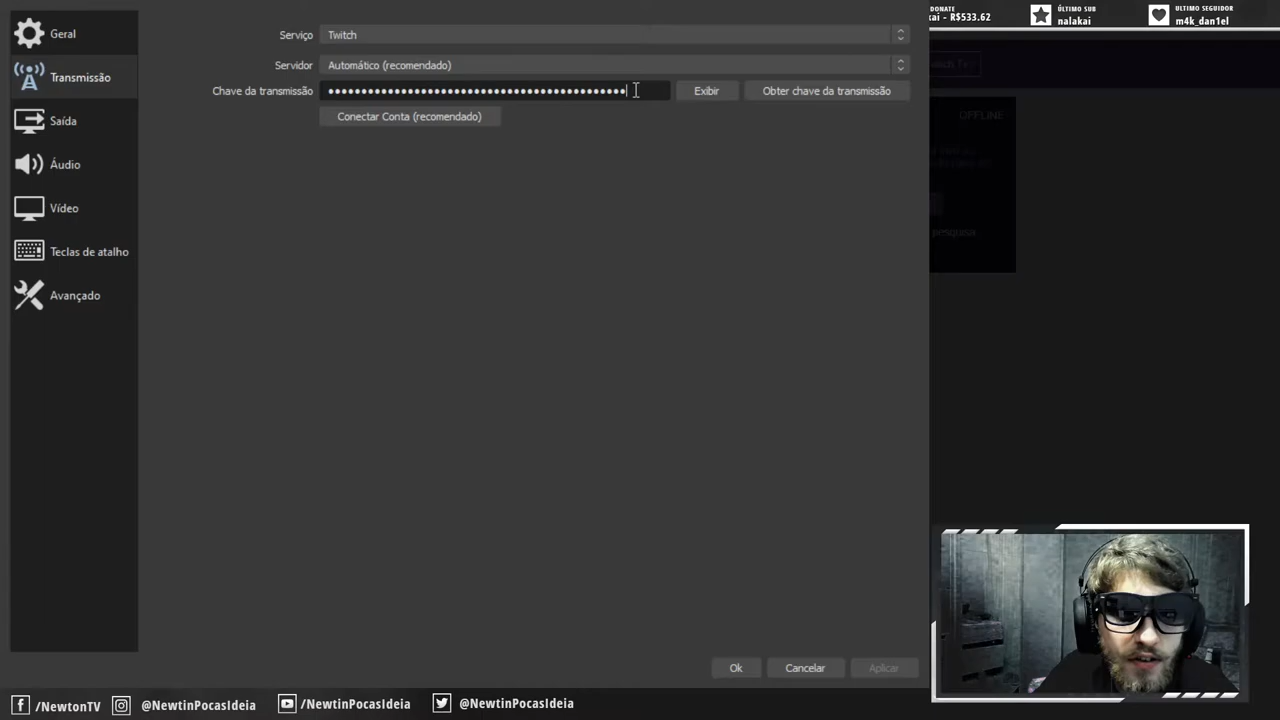 Geral
Transmissão
Saída
Áudio
Vídeo
Teclas de atalho
Avançado
Serviço Twitch
Servidor Automático (recomendado)
Chave da transmissão ••••••••••••••••••••••••••••••••••••••••••••• Exibir Obter chave da transmissão
Conectar Conta (recomendado)
Ok Cancelar Aplicar
DONATE
- R$533.62
ÚLTIMO SUB
nalakai
ÚLTIMO SEGUIDOR
m4k_dan1el
OFFLINE
pesquisa
/NewtonTV @NewtinPocasIdeia /NewtinPocasIdeia @NewtinPocasIdeia